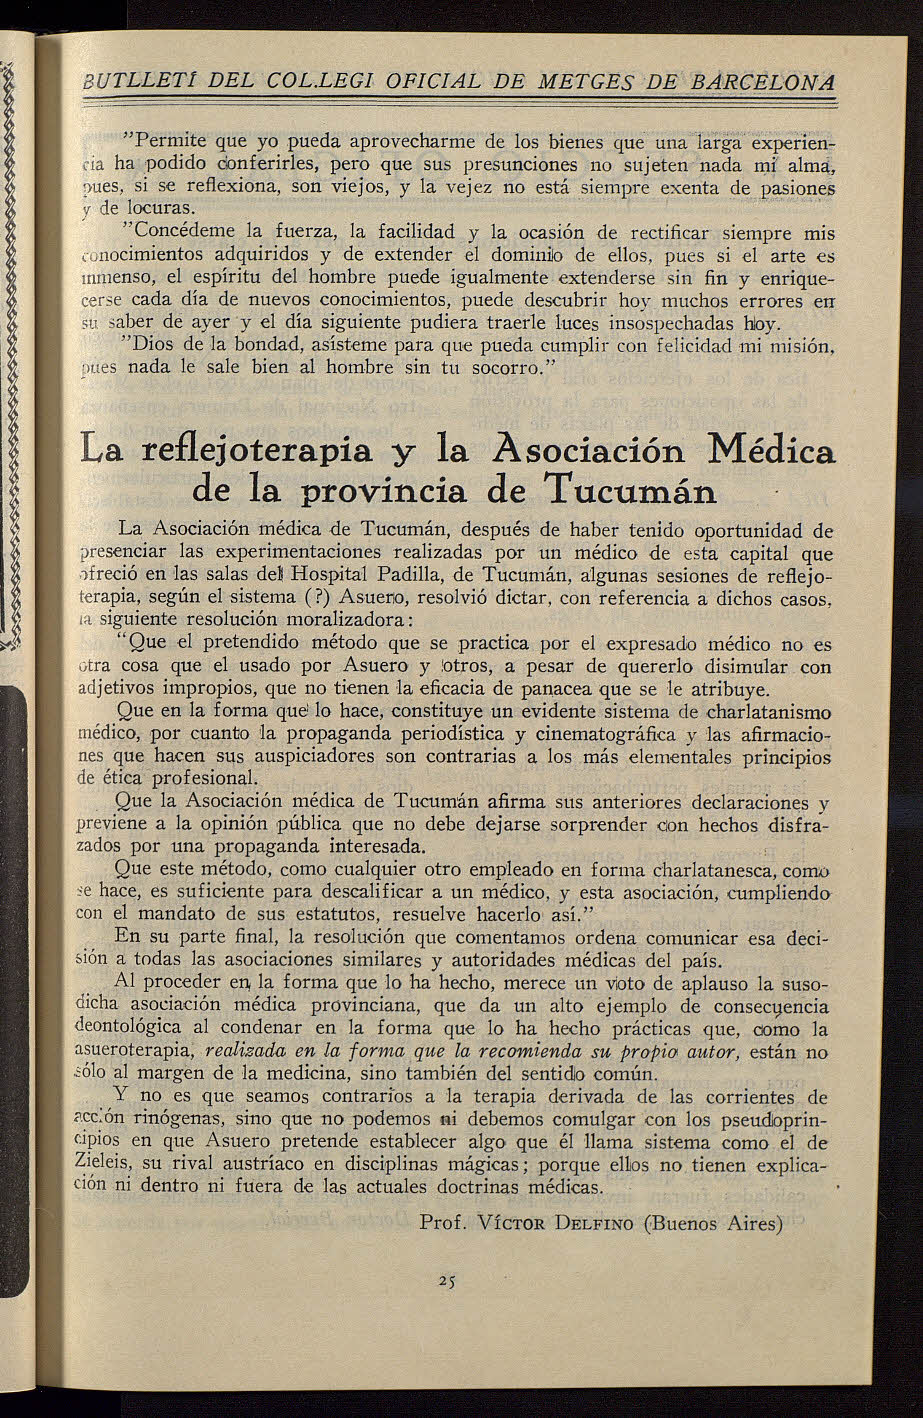 BUTLLETÍ DEL COL.LEGI OFICIAL DE METGES DE BARCELONA
"Permite que yo pueda aprovecharme de los bienes que una larga experien-
cia ha podido conferirles, pero que sus presunciones no sujeten nada mi alma,
pues, si se reflexiona, son viejos, y la vejez no está siempre exenta de pasiones
y de locuras.
"Concédeme la fuerza, la facilidad y la ocasión de rectificar siempre mis
conocimientos adquiridos y de extender el dominio de ellos, pues si el arte es
inmenso, el espíritu del hombre puede igualmente extenderse sin fin y enrique-
cerse cada día de nuevos conocimientos, puede descubrir hoy muchos errores en
su saber de ayer y el día siguiente pudiera traerle luces insospechadas hoy.
"Dios de la bondad, asísteme para que pueda cumplir con felicidad mi misión,
pues nada le sale bien al hombre sin tu socorro."
La reflejoterapia y la Asociación Médica
de la provincia de Tucumán
La Asociación médica de Tucumán, después de haber tenido oportunidad de
presenciar las experimentaciones realizadas por un médico de esta capital que
ofreció en las salas del Hospital Padilla, de Tucumán, algunas sesiones de reflejo-
terapia, según el sistema (?) Asuero, resolvió dictar, con referencia a dichos casos,
la siguiente resolución moralizadora:
"Que el pretendido método que se practica por el expresado médico no es
otra cosa que el usado por Asuero y otros, a pesar de quererlo disimular con
adjetivos impropios, que no tienen la eficacia de panacea que se le atribuye.
Que en la forma que lo hace, constituye un evidente sistema de charlatanismo
médico, por cuanto la propaganda periodística y cinematográfica y las afirmacio-
nes que hacen sus auspiciadores son contrarias a los más elementales principios
de ética profesional.
Que la Asociación médica de Tucumán afirma sus anteriores declaraciones y
previene a la opinión pública que no debe dejarse sorprender con hechos disfra-
zados por una propaganda interesada.
Que este método, como cualquier otro empleado en forma charlatanesca, como
se hace, es suficiente para descalificar a un médico, y esta asociación, cumpliendo
con el mandato de sus estatutos, resuelve hacerlo así."
En su parte final, la resolución que comentamos ordena comunicar esa deci-
sión a todas las asociaciones similares y autoridades médicas del país.
Al proceder en la forma que lo ha hecho, merece un voto de aplauso la suso-
dicha asociación médica provinciana, que da un alto ejemplo de consecuencia
deontológica al condenar en la forma que lo ha hecho prácticas que, como la
asueroterapia, realizada en la forma que la recomienda su propio autor, están no
sólo al margen de la medicina, sino también del sentido común.
Y no es que seamos contrarios a la terapia derivada de las corrientes de
acción rinógenas, sino que no podemos ni debemos comulgar con los pseudoprin-
cipios en que Asuero pretende establecer algo que él llama sistema como el de
Zieleis, su rival austríaco en disciplinas mágicas; porque ellos no tienen explica-
ción ni dentro ni fuera de las actuales doctrinas médicas.
Prof. VÍCTOR DELFINO (Buenos Aires)
25